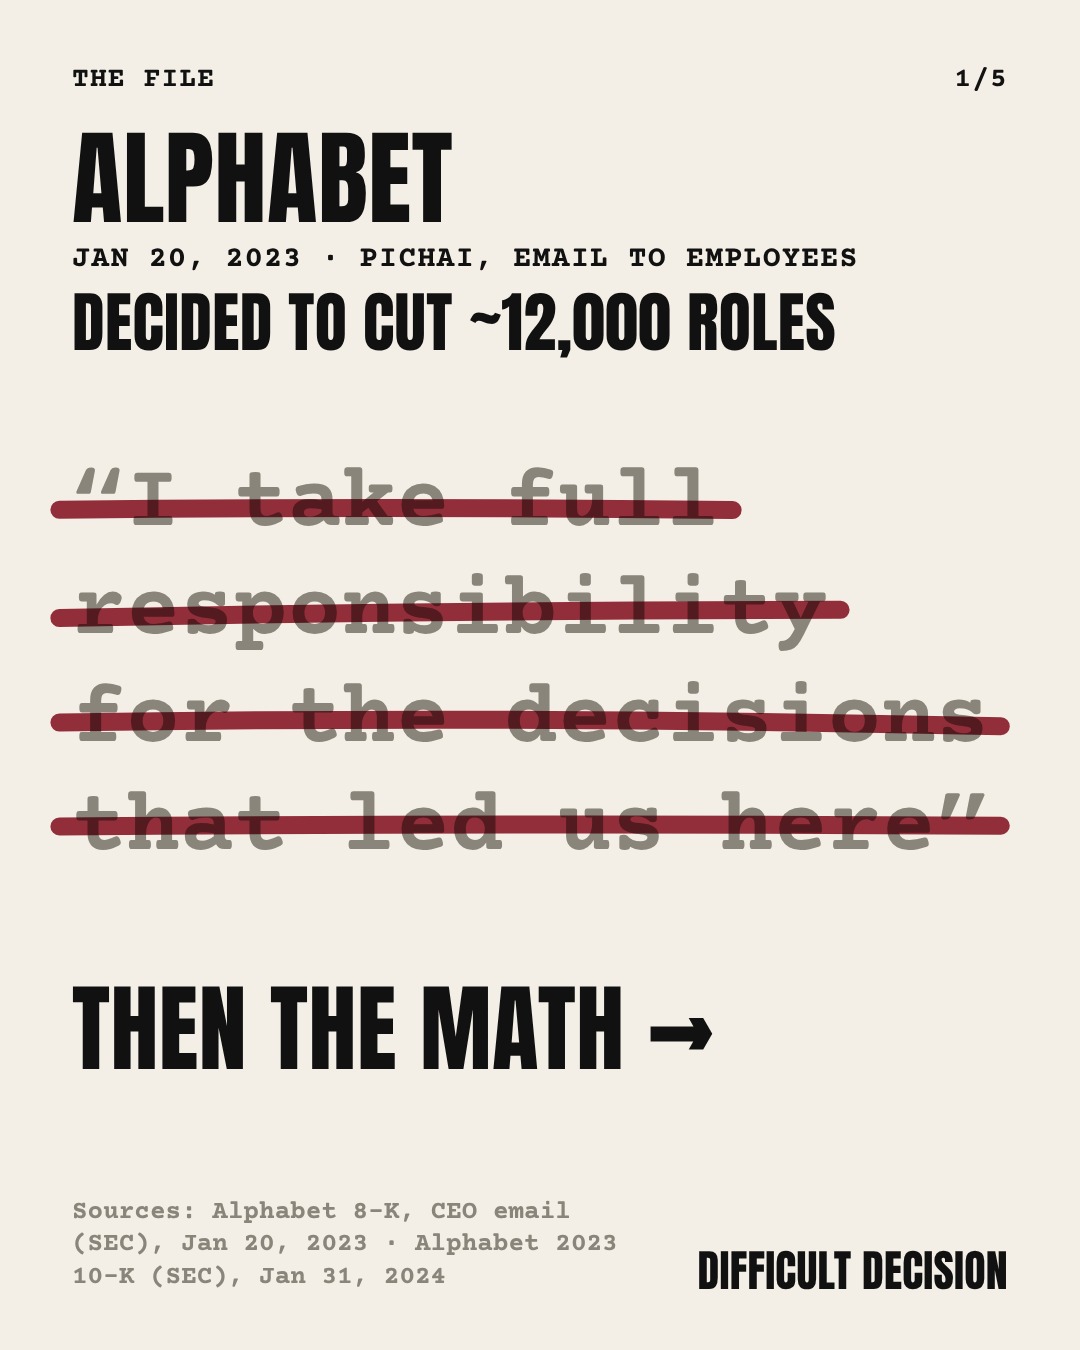 THE FILE
1/5
ALPHABET
JAN 20, 2023 · PICHAI, EMAIL TO EMPLOYEES
DECIDED TO CUT ~12,000 ROLES
“I take full
responsibility
for the decisions
that led us here”
THEN THE MATH →
Sources: Alphabet 8-K, CEO email
(SEC), Jan 20, 2023 · Alphabet 2023
10-K (SEC), Jan 31, 2024
DIFFICULT DECISION